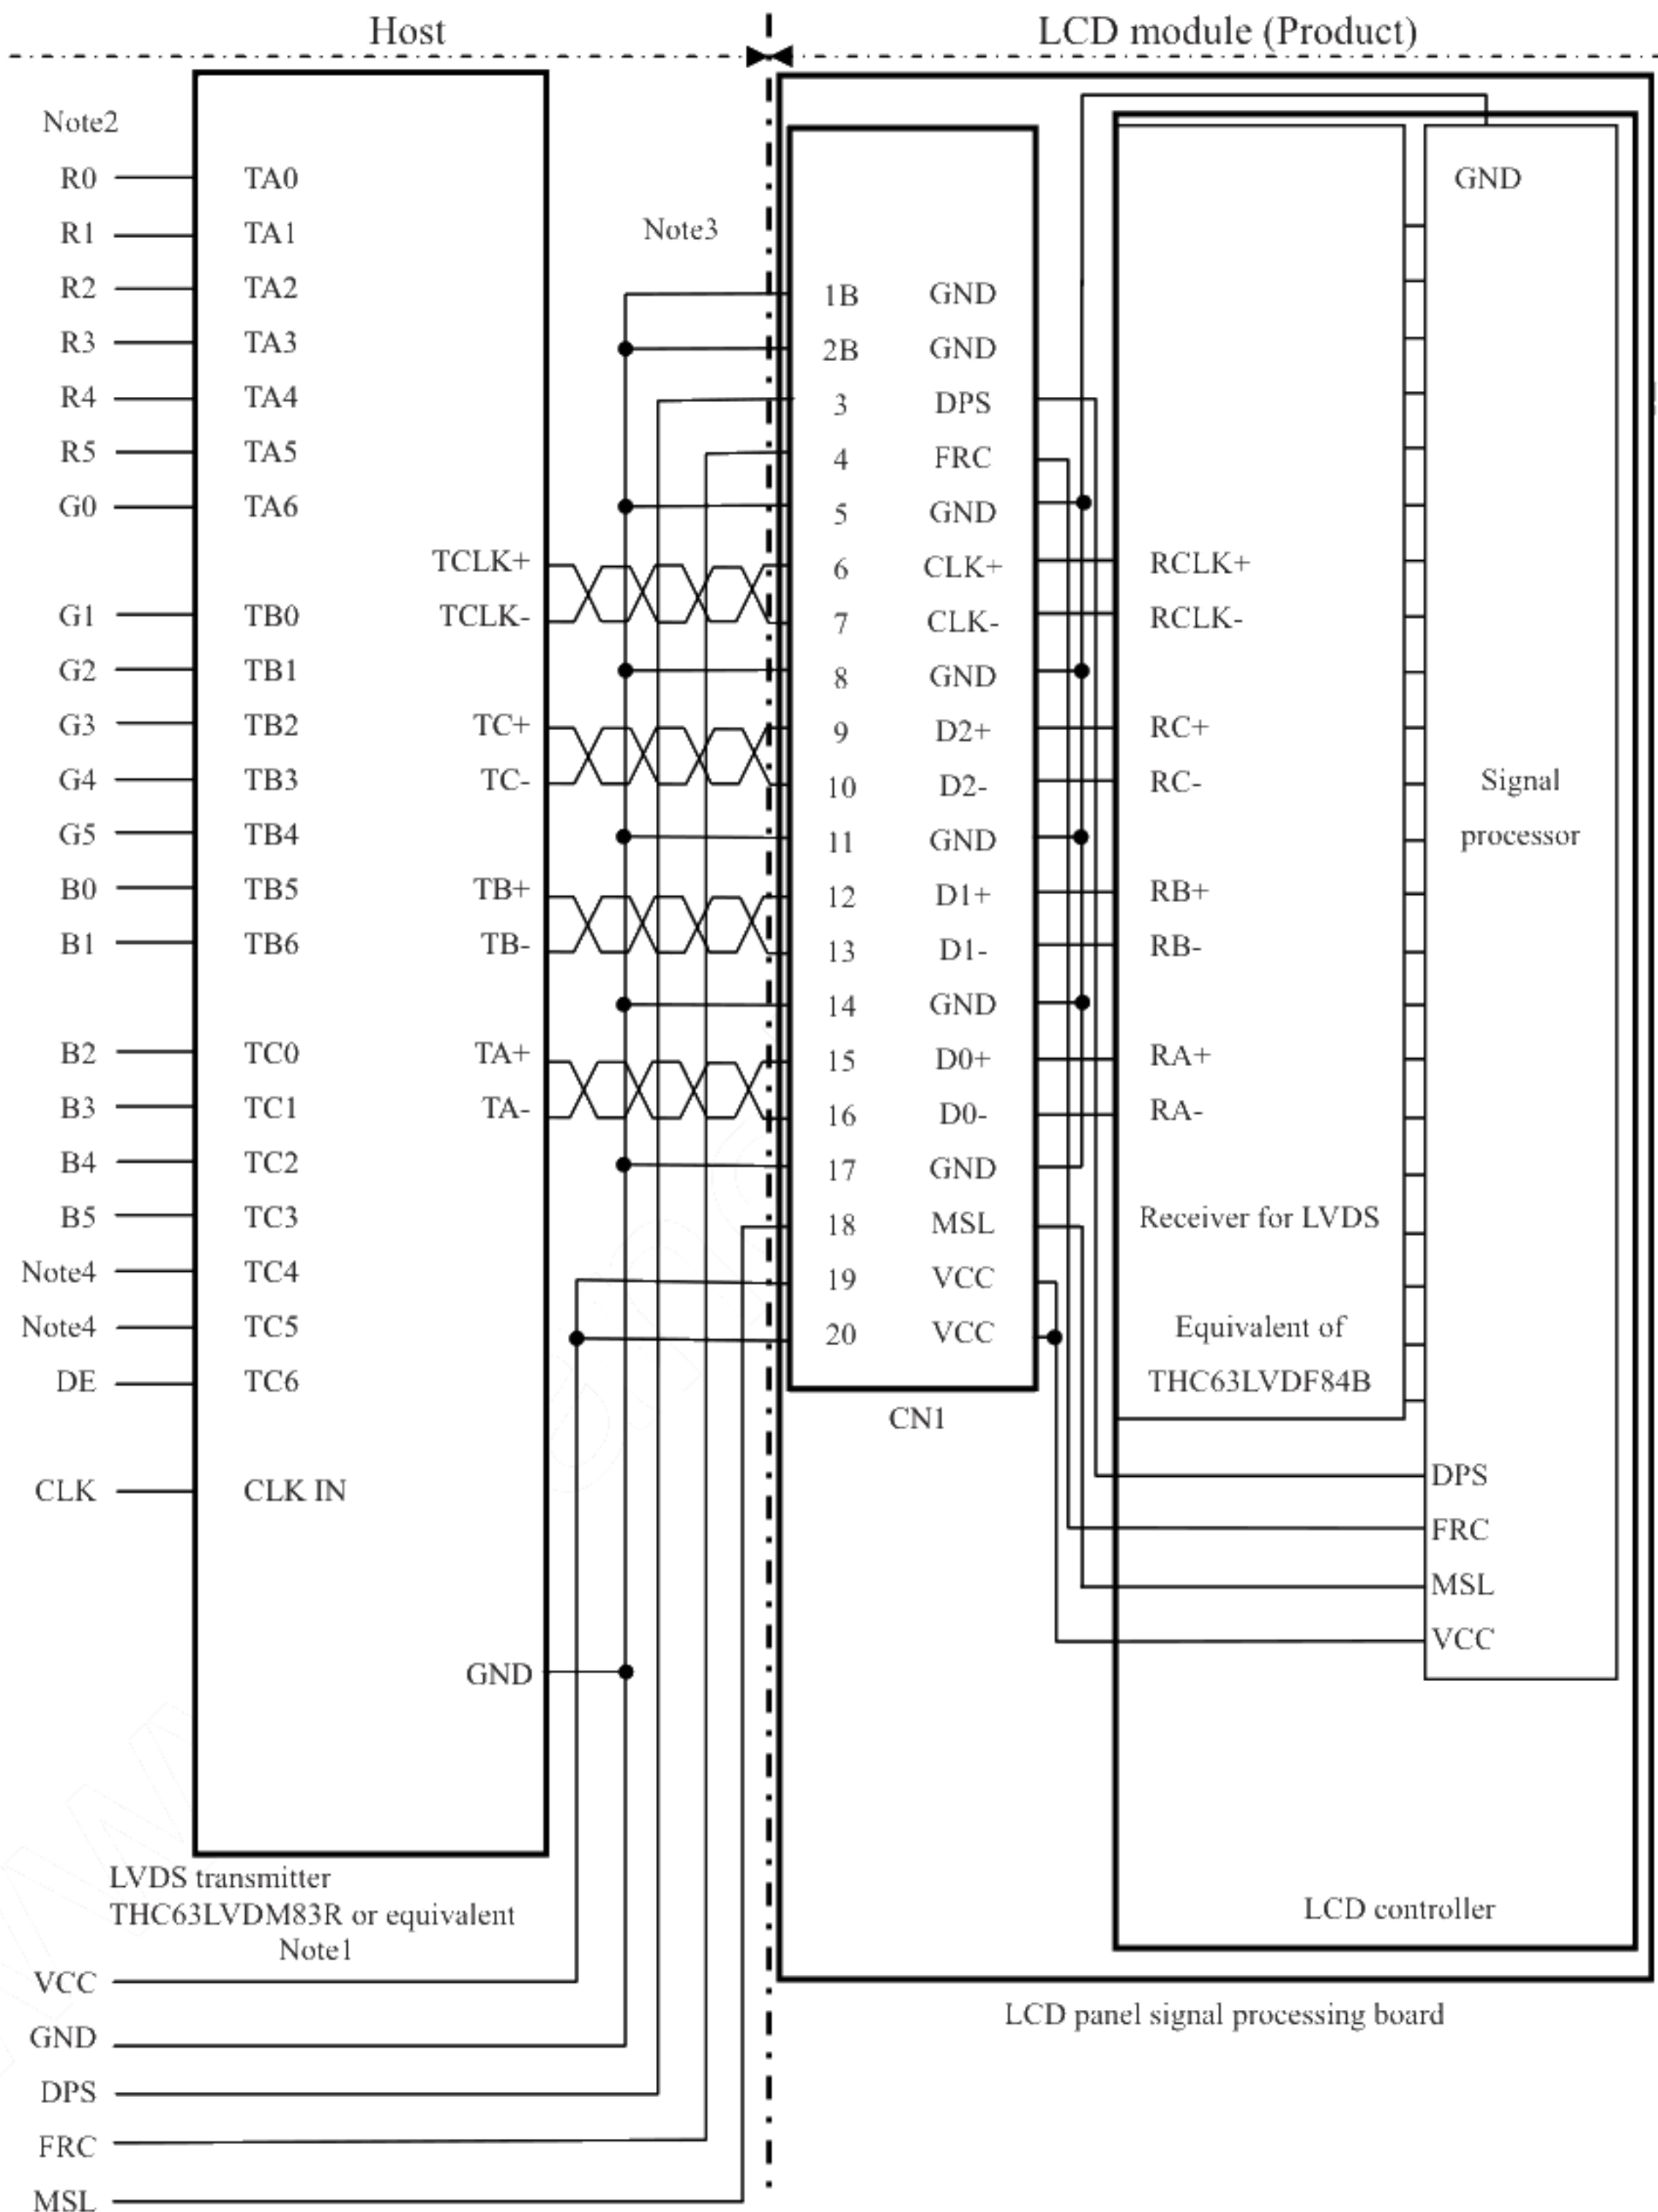 Host
LCD module (Product)
Note2
R0 TA0
R1 TA1
R2 TA2
R3 TA3
R4 TA4
R5 TA5
G0 TA6
G1 TB0
G2 TB1
G3 TB2
G4 TB3
G5 TB4
B0 TB5
B1 TB6
B2 TC0
B3 TC1
B4 TC2
B5 TC3
Note4 TC4
Note4 TC5
DE TC6
CLK CLK IN
TCLK+
TCLK-
TC+
TC-
TB+
TB-
TA+
TA-
GND
LVDS transmitter
THC63LVDM83R or equivalent
Note1
VCC
GND
DPS
FRC
MSL
Note3
1B GND
2B GND
3 DPS
4 FRC
5 GND
6 CLK+
7 CLK-
8 GND
9 D2+
10 D2-
11 GND
12 D1+
13 D1-
14 GND
15 D0+
16 D0-
17 GND
18 MSL
19 VCC
20 VCC
CN1
RCLK+
RCLK-
RC+
RC-
RB+
RB-
RA+
RA-
Receiver for LVDS
Equivalent of
THC63LVDF84B
GND
Signal
processor
DPS
FRC
MSL
VCC
LCD controller
LCD panel signal processing board